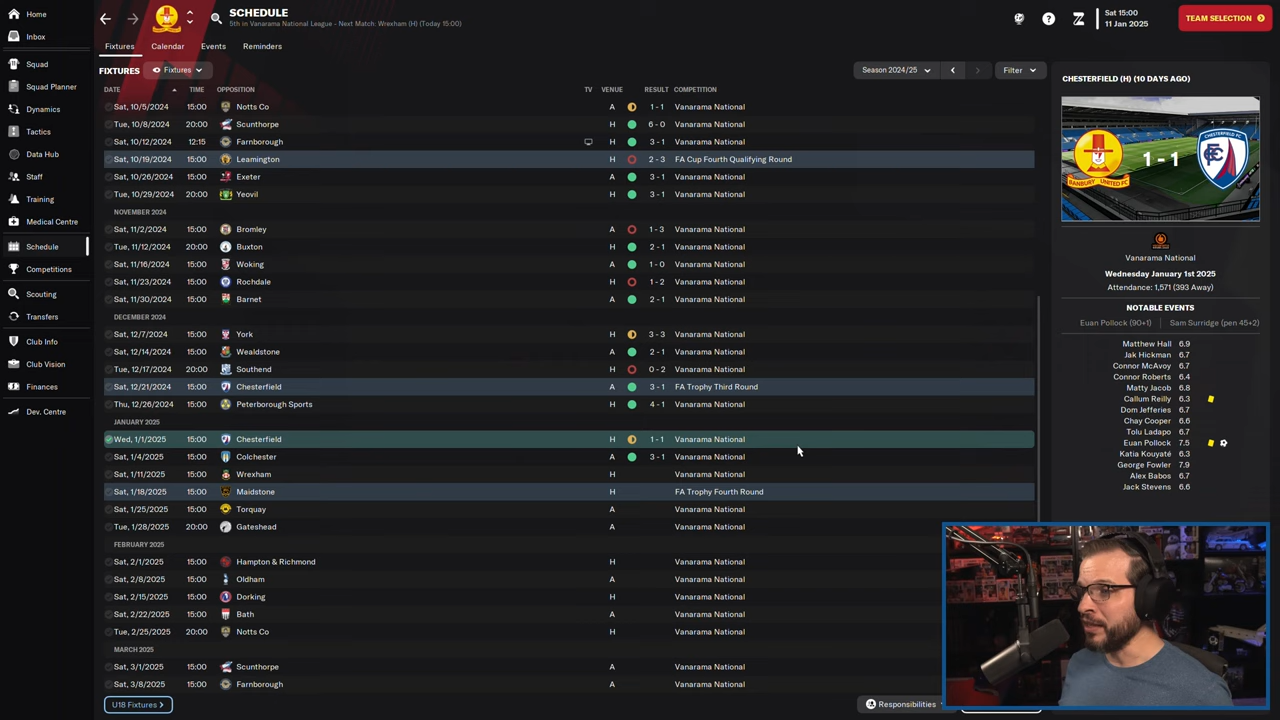 Home
Inbox
Squad
Squad Planner
Dynamics
Tactics
Data Hub
Staff
Training
Medical Centre
Schedule
Competitions
Scouting
Transfers
Club Info
Club Vision
Finances
Dev. Centre
SCHEDULE
5th in Vanarama National League - Next Match: Wrexham (H) (Today 15:00)
Sat 15:00
11 Jan 2025
TEAM SELECTION
Fixtures Calendar Events Reminders
FIXTURES Fixtures Season 2024/25 Filter
DATE TIME OPPOSITION TV VENUE RESULT COMPETITION
Sat, 10/5/2024 15:00 Notts Co A 1 - 1 Vanarama National
Tue, 10/8/2024 20:00 Scunthorpe H 6 - 0 Vanarama National
Sat, 10/12/2024 12:15 Farnborough H 3 - 1 Vanarama National
Sat, 10/19/2024 15:00 Leamington H 2 - 3 FA Cup Fourth Qualifying Round
Sat, 10/26/2024 15:00 Exeter A 3 - 1 Vanarama National
Tue, 10/29/2024 20:00 Yeovil H 3 - 1 Vanarama National
NOVEMBER 2024
Sat, 11/2/2024 15:00 Bromley A 1 - 3 Vanarama National
Tue, 11/12/2024 20:00 Buxton H 2 - 1 Vanarama National
Sat, 11/16/2024 15:00 Woking A 1 - 0 Vanarama National
Sat, 11/23/2024 15:00 Rochdale H 1 - 2 Vanarama National
Sat, 11/30/2024 15:00 Barnet A 2 - 1 Vanarama National
DECEMBER 2024
Sat, 12/7/2024 15:00 York H 3 - 3 Vanarama National
Sat, 12/14/2024 15:00 Wealdstone A 2 - 1 Vanarama National
Tue, 12/17/2024 20:00 Southend H 0 - 2 Vanarama National
Sat, 12/21/2024 15:00 Chesterfield A 3 - 1 FA Trophy Third Round
Thu, 12/26/2024 15:00 Peterborough Sports H 4 - 1 Vanarama National
JANUARY 2025
Wed, 1/1/2025 15:00 Chesterfield H 1 - 1 Vanarama National
Sat, 1/4/2025 15:00 Colchester A 3 - 1 Vanarama National
Sat, 1/11/2025 15:00 Wrexham H Vanarama National
Sat, 1/18/2025 15:00 Maidstone H FA Trophy Fourth Round
Sat, 1/25/2025 15:00 Torquay A Vanarama National
Tue, 1/28/2025 20:00 Gateshead A Vanarama National
FEBRUARY 2025
Sat, 2/1/2025 15:00 Hampton & Richmond H Vanarama National
Sat, 2/8/2025 15:00 Oldham A Vanarama National
Sat, 2/15/2025 15:00 Dorking H Vanarama National
Sat, 2/22/2025 15:00 Bath A Vanarama National
Tue, 2/25/2025 20:00 Notts Co H Vanarama National
MARCH 2025
Sat, 3/1/2025 15:00 Scunthorpe A Vanarama National
Sat, 3/8/2025 15:00 Farnborough A Vanarama National
U18 Fixtures
Responsibilities
CHESTERFIELD (H) (10 DAYS AGO)
BANBURY UNITED FC
1 - 1
CHESTERFIELD FC
Vanarama National
Wednesday January 1st 2025
Attendance: 1,571 (393 Away)
NOTABLE EVENTS
Euan Pollock (90+1) Sam Surridge (pen 45+2)
Matthew Hall 6.9
Jak Hickman 6.7
Connor McAvoy 6.7
Connor Roberts 6.4
Matty Jacob 6.8
Callum Reilly 6.3
Dom Jefferies 6.7
Chay Cooper 6.6
Tolu Ladapo 6.7
Euan Pollock 7.5
Katia Kouyaté 6.3
George Fowler 7.9
Alex Babos 6.7
Jack Stevens 6.6